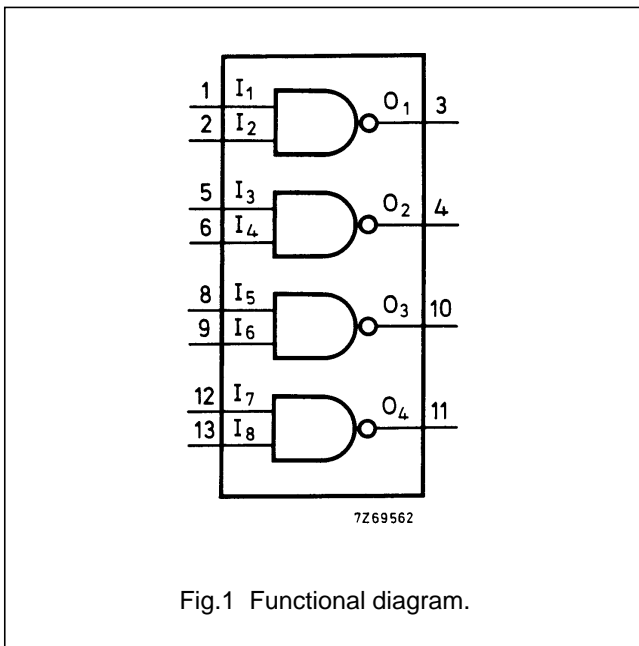 1 I1 O1 3
2 I2
5 I3 O2 4
6 I4
8 I5 O3 10
9 I6
12 I7 O4 11
13 I8
7Z69562
Fig.1 Functional diagram.